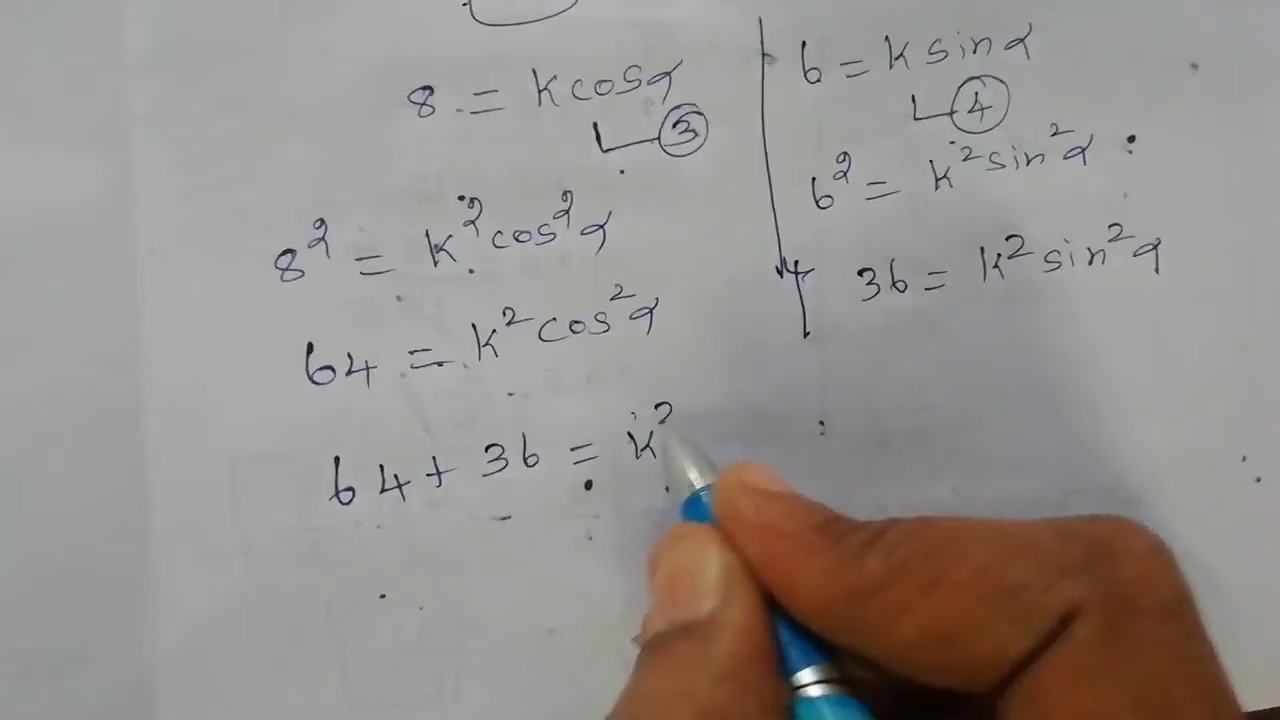 8 = K cos α
③
8² = K² cos² α
64 = K² cos² α
64 + 36 = K²
6 = K sin α
④
6² = K² sin² α
36 = K² sin² α